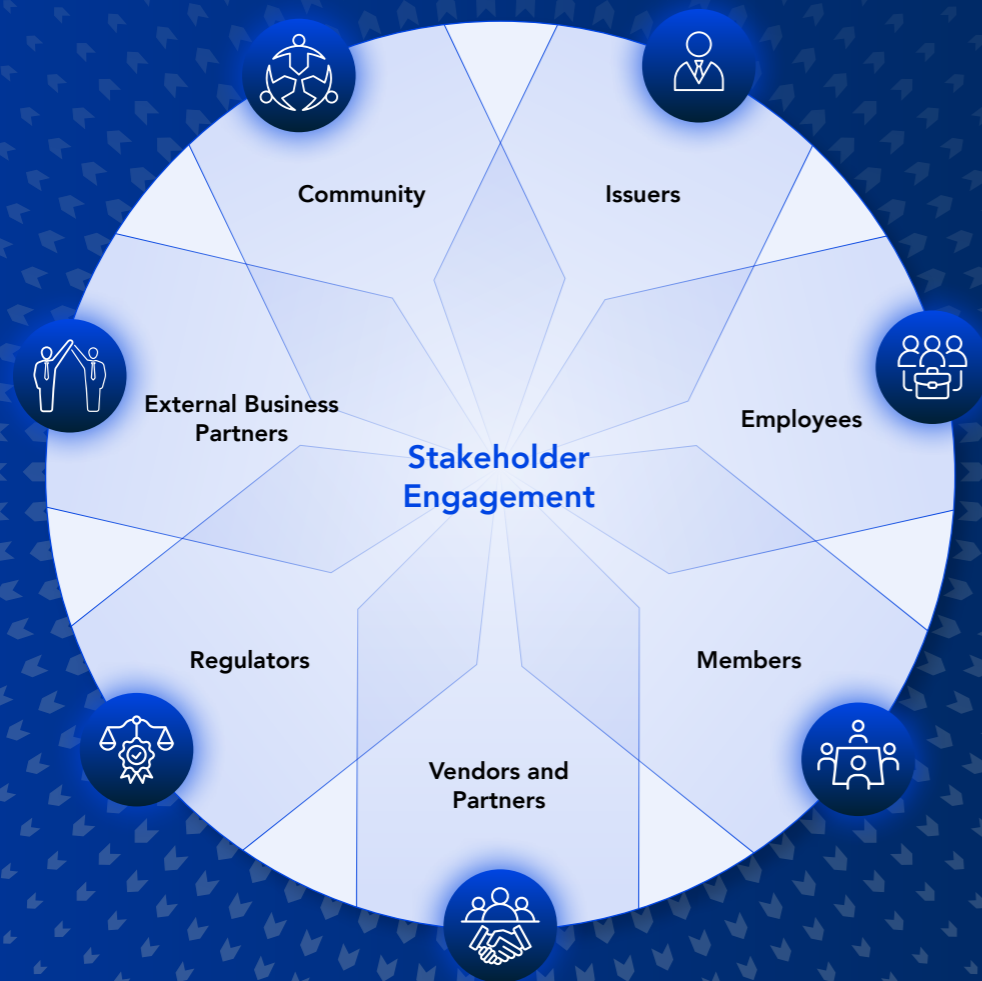 Community
Issuers
External Business
Partners
Employees
Stakeholder
Engagement
Regulators
Members
Vendors and
Partners